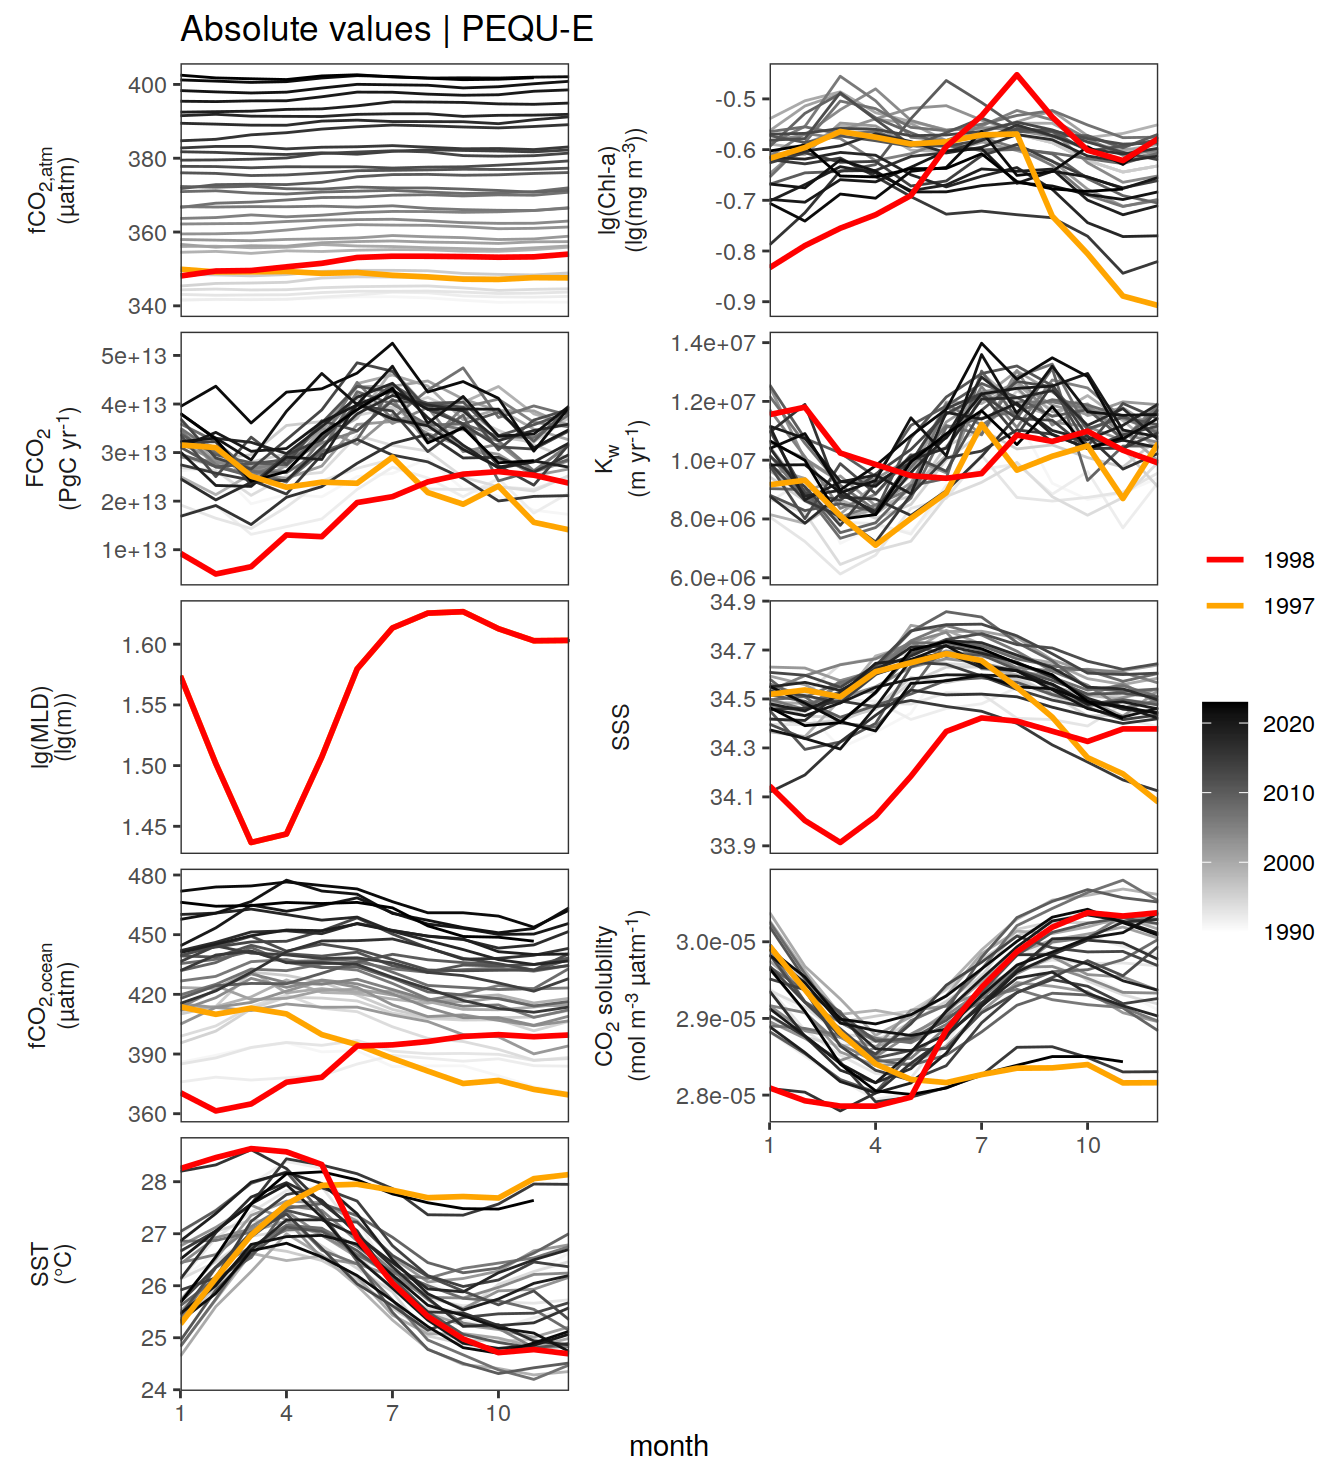 Absolute values | PEQU-E
fCO2,atm
(µatm)
400
380
360
340
lg(Chl-a)
(lg(mg m-3))
-0.5
-0.6
-0.7
-0.8
-0.9
FCO2
(PgC yr-1)
5e+13
4e+13
3e+13
2e+13
1e+13
Kw
(m yr-1)
1.4e+07
1.2e+07
1.0e+07
8.0e+06
6.0e+06
lg(MLD)
(lg(m))
1.60
1.55
1.50
1.45
SSS
34.9
34.7
34.5
34.3
34.1
33.9
fCO2,ocean
(µatm)
480
450
420
390
360
CO2 solubility
(mol m-3 µatm-1)
3.0e-05
2.9e-05
2.8e-05
1 4 7 10
SST
(°C)
28
27
26
25
24
1 4 7 10
month
1998
1997
2020
2010
2000
1990